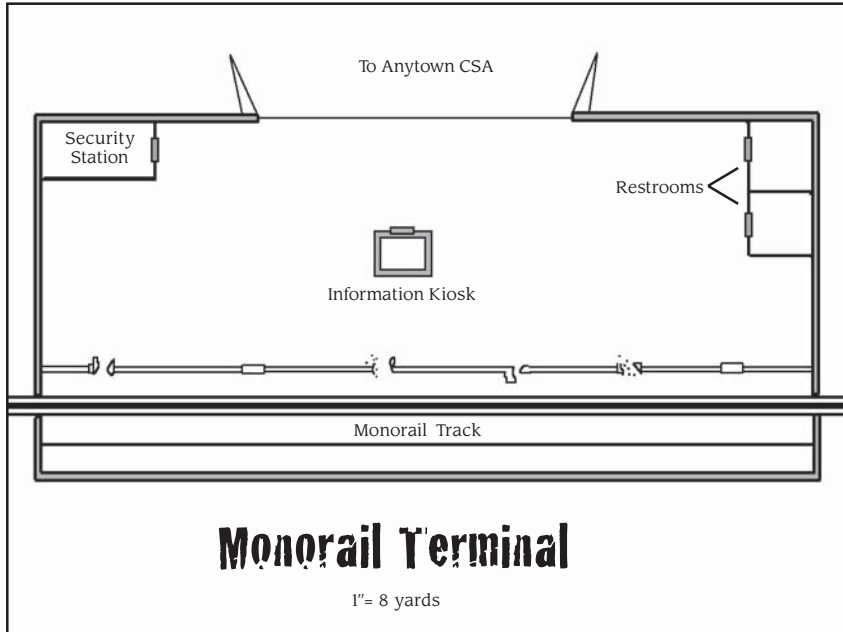 To Anytown CSA
Security
Station
Restrooms
Information Kiosk
Monorail Track
Monorail Terminal
1"= 8 yards